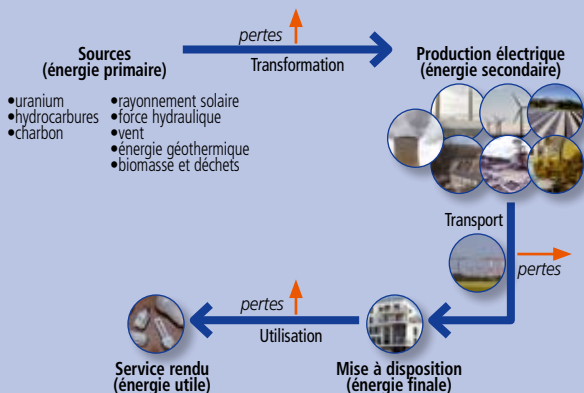 Sources
(énergie primaire)
•uranium
•hydrocarbures
•charbon
•rayonnement solaire
•force hydraulique
•vent
•énergie géothermique
•biomasse et déchets
pertes
Transformation
Production électrique
(énergie secondaire)
Transport
pertes
Mise à disposition
(énergie finale)
pertes
Utilisation
Service rendu
(énergie utile)